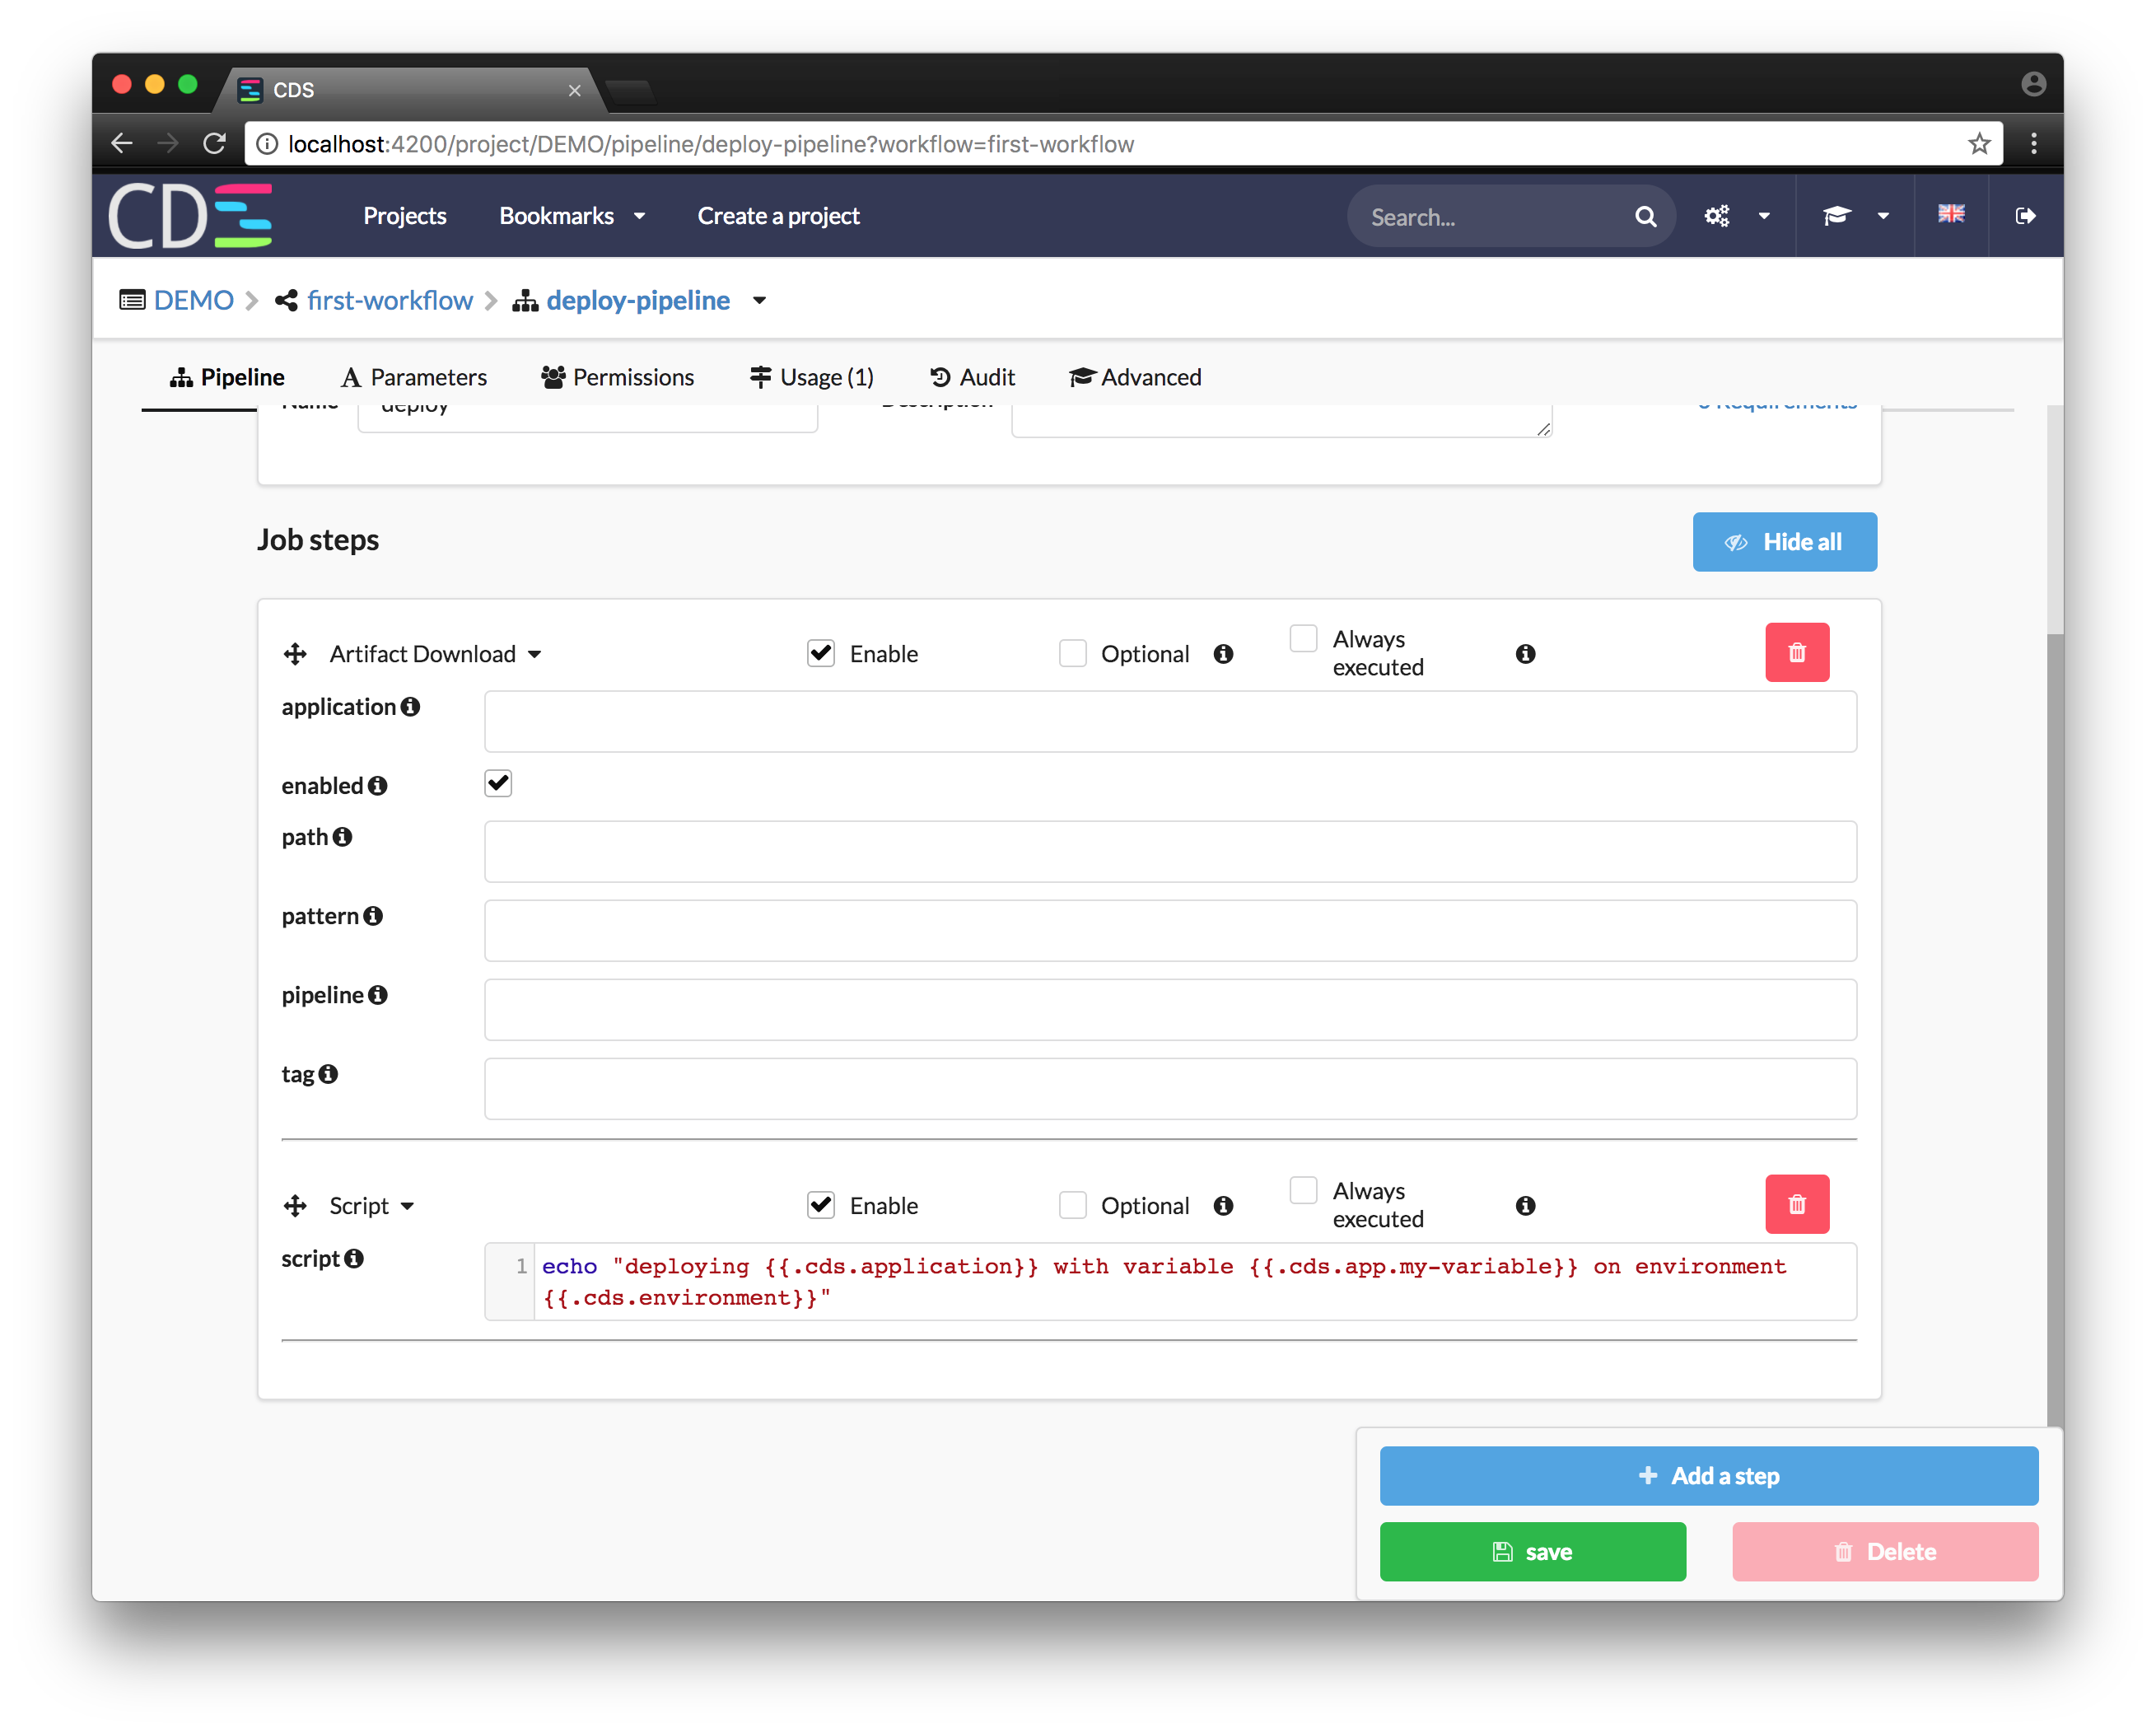 CDS
localhost:4200/project/DEMO/pipeline/deploy-pipeline?workflow=first-workflow
CDS Projects Bookmarks Create a project Search...
DEMO first-workflow deploy-pipeline
Pipeline Parameters Permissions Usage (1) Audit Advanced
Name deploy Description 0 Requirements
Job steps Hide all
Artifact Download Enable Optional Always
executed
application
enabled
path
pattern
pipeline
tag
Script Enable Optional Always
executed
script 1 echo "deploying {{.cds.application}} with variable {{.cds.app.my-variable}} on environment
{{.cds.environment}}"
Add a step
save Delete